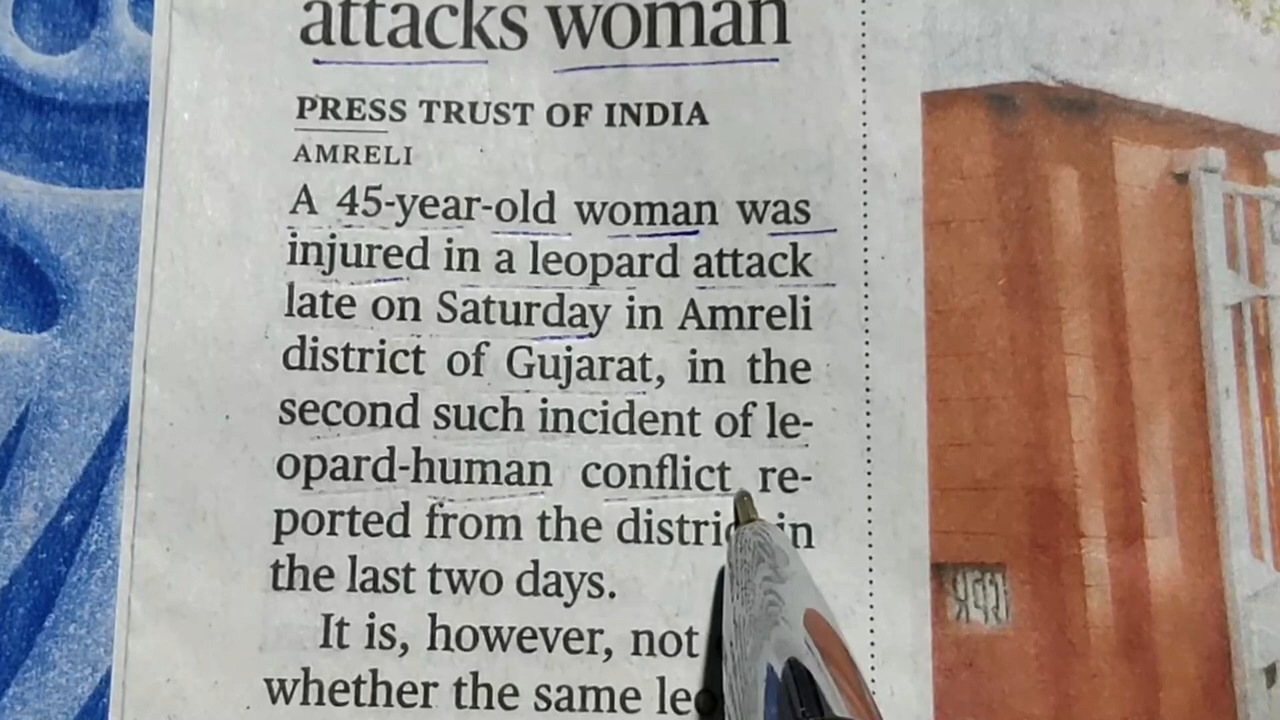 attacks woman
PRESS TRUST OF INDIA
AMRELI
A 45-year-old woman was
injured in a leopard attack
late on Saturday in Amreli
district of Gujarat, in the
second such incident of le-
opard-human conflict re-
ported from the in
the last two days.
It is, however, not
whether the same